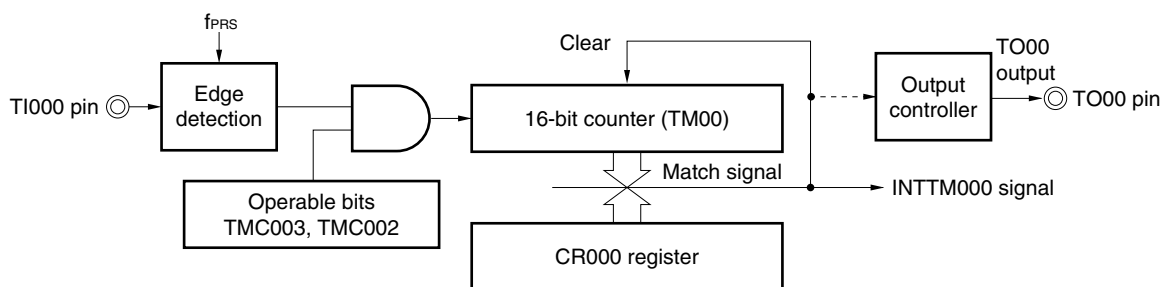 fPRS
Clear
TO00
output
TI000 pin
Edge
detection
16-bit counter (TM00)
Output
controller
TO00 pin
Match signal
INTTM000 signal
Operable bits
TMC003, TMC002
CR000 register